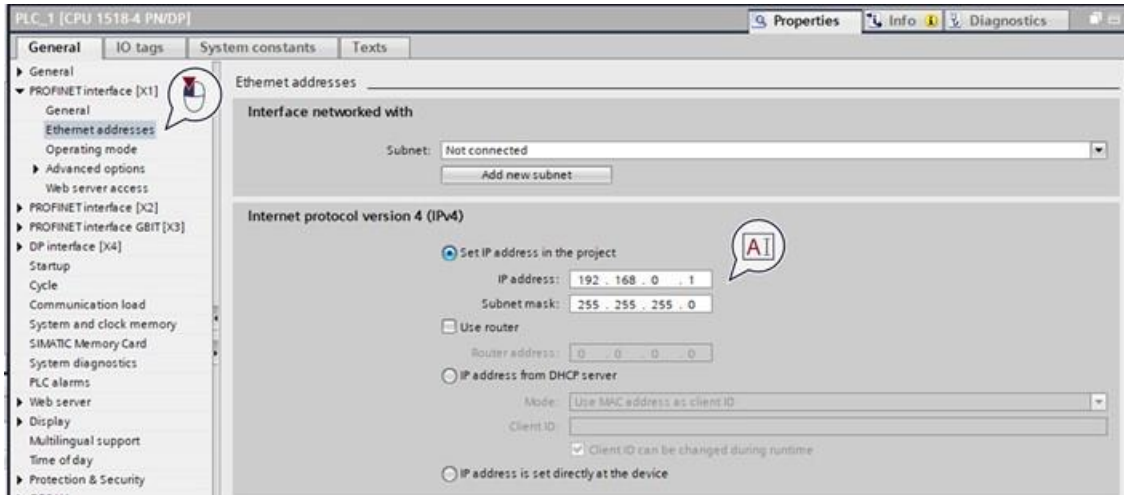 PLC_1 [CPU 1518-4 PN/DP]
Properties
Info
Diagnostics
General
IO tags
System constants
Texts
General
PROFINET interface [X1]
General
Ethernet addresses
Operating mode
Advanced options
Web server access
PROFINET interface [X2]
PROFINET interface GBIT [X3]
DP interface [X4]
Startup
Cycle
Communication load
System and clock memory
SIMATIC Memory Card
System diagnostics
PLC alarms
Web server
Display
Multilingual support
Time of day
Protection & Security
Ethernet addresses
Interface networked with
Subnet: Not connected
Add new subnet
Internet protocol version 4 (IPv4)
Set IP address in the project
AI
IP address: 192 . 168 . 0 . 1
Subnet mask: 255 . 255 . 255 . 0
Use router
Router address: 0 . 0 . 0 . 0
IP address from DHCP server
Mode: Use MAC address as client ID
Client ID:
Client ID can be changed during runtime
IP address is set directly at the device